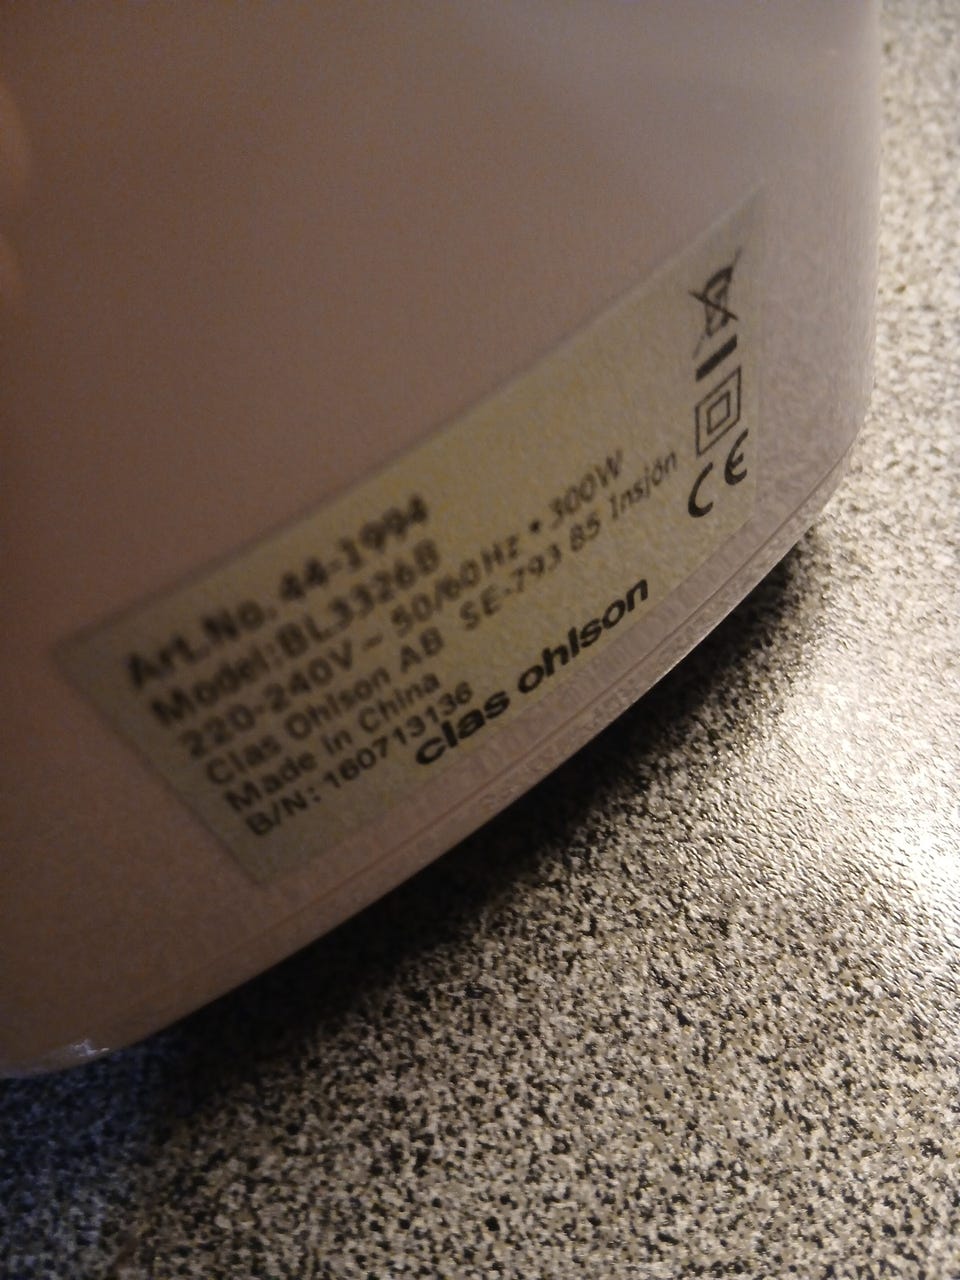 Art.No. 44-1994
Model:BL3326B
220-240V ~ 50/60Hz • 300W
Clas Ohlson AB SE-793 85 Insjön
Made in China
B/N: 160713136
clas ohlson
CE